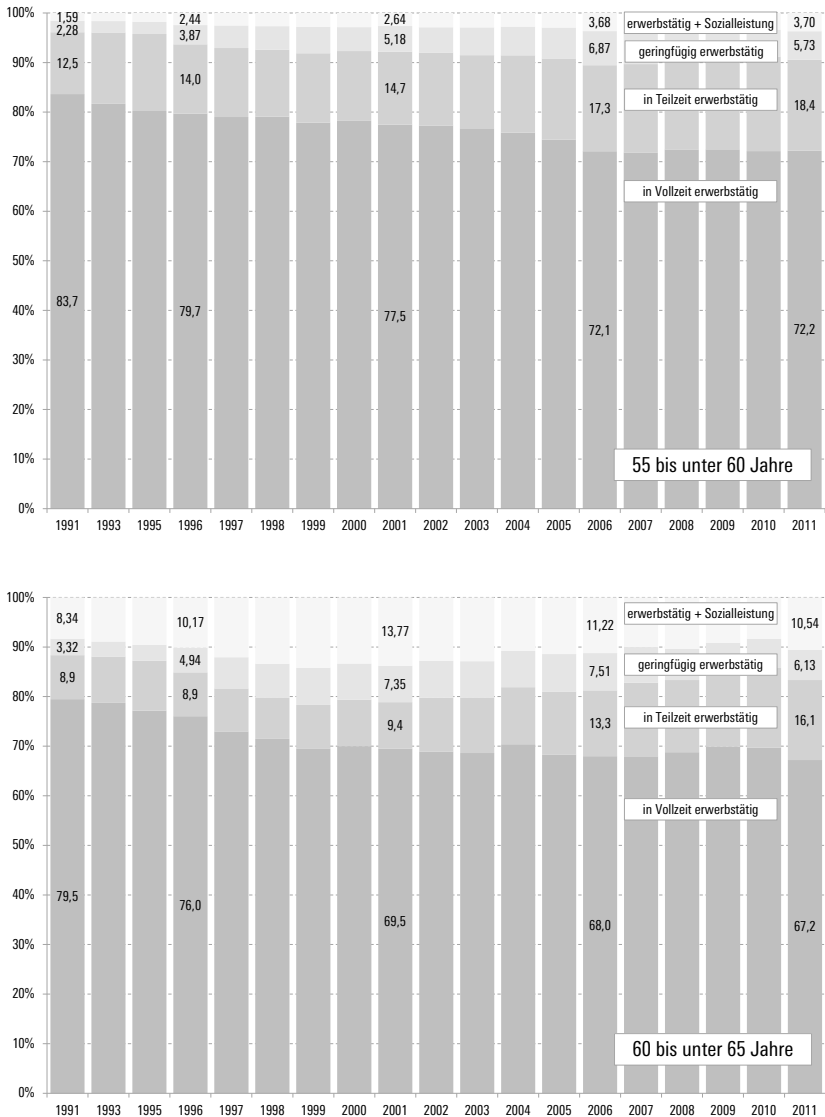 100% 1,59 2,44 2,64 3,68 erwerbstätig + Sozialleistung 3,70
2,28 3,87 5,18 6,87 geringfügig erwerbstätig 5,73
90%
12,5 14,0 14,7 17,3 in Teilzeit erwerbstätig 18,4
80%
70%
in Vollzeit erwerbstätig
60%
50%
40% 83,7 79,7 77,5 72,1 72,2
30%
20%
10%
55 bis unter 60 Jahre
0%
1991 1993 1995 1996 1997 1998 1999 2000 2001 2002 2003 2004 2005 2006 2007 2008 2009 2010 2011
100%
8,34 10,17 13,77 11,22 erwerbstätig + Sozialleistung 10,54
90%
3,32 4,94 7,35 7,51 geringfügig erwerbstätig 6,13
8,9 8,9 9,4 13,3 in Teilzeit erwerbstätig 16,1
80%
70%
60%
in Vollzeit erwerbstätig
50%
40% 79,5 76,0 69,5 68,0 67,2
30%
20%
10%
60 bis unter 65 Jahre
0%
1991 1993 1995 1996 1997 1998 1999 2000 2001 2002 2003 2004 2005 2006 2007 2008 2009 2010 2011